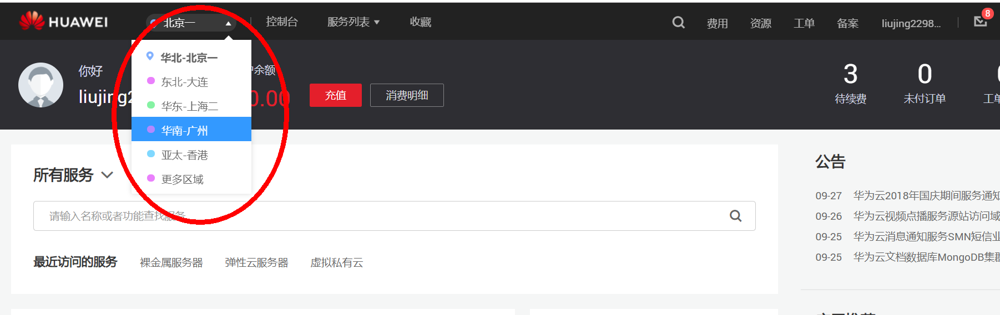 HUAWEI 北京一 控制台 服务列表 收藏 费用 资源 工单 备案 liujing2298... 8
华北-北京一
东北-大连
华东-上海二
华南-广州
亚太-香港
更多区域
你好
liujing2
余额
0.00
充值 消费明细
3 0
待续费 未付订单 工单
所有服务
请输入名称或者功能查找服务
最近访问的服务 裸金属服务器 弹性云服务器 虚拟私有云
公告
09-27 华为云2018年国庆期间服务通知
09-26 华为云视频点播服务源站访问域
09-25 华为云消息通知服务SMN短信业
09-25 华为云文档数据库MongoDB集群